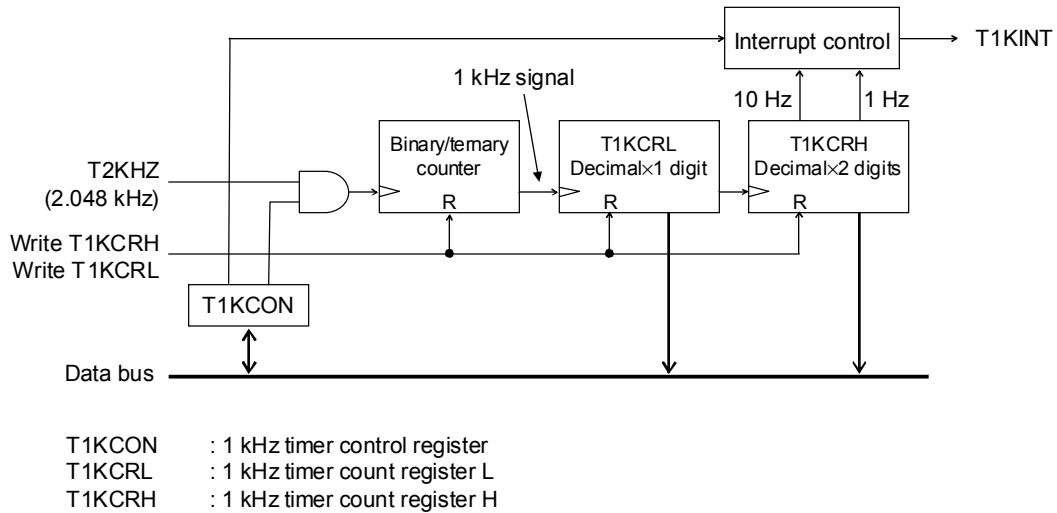 Interrupt control
T1KINT
1 kHz signal
10 Hz
1 Hz
T2KHZ
(2.048 kHz)
Binary/ternary
counter
R
T1KCRL
Decimal×1 digit
R
T1KCRH
Decimal×2 digits
R
Write T1KCRH
Write T1KCRL
T1KCON
Data bus
T1KCON : 1 kHz timer control register
T1KCRL : 1 kHz timer count register L
T1KCRH : 1 kHz timer count register H